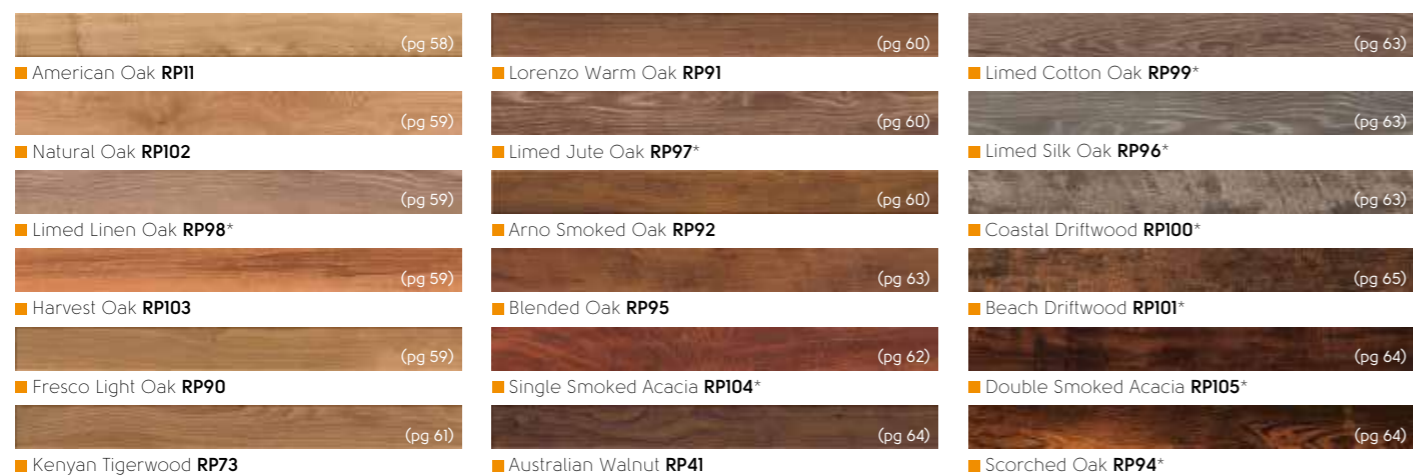 (pg 58)
American Oak RP11
(pg 59)
Natural Oak RP102
(pg 59)
Limed Linen Oak RP98*
(pg 59)
Harvest Oak RP103
(pg 59)
Fresco Light Oak RP90
(pg 61)
Kenyan Tigerwood RP73
(pg 60)
Lorenzo Warm Oak RP91
(pg 60)
Limed Jute Oak RP97*
(pg 60)
Arno Smoked Oak RP92
(pg 63)
Blended Oak RP95
(pg 62)
Single Smoked Acacia RP104*
(pg 64)
Australian Walnut RP41
(pg 63)
Limed Cotton Oak RP99*
(pg 63)
Limed Silk Oak RP96*
(pg 63)
Coastal Driftwood RP100*
(pg 65)
Beach Driftwood RP101*
(pg 64)
Double Smoked Acacia RP105*
(pg 64)
Scorched Oak RP94*